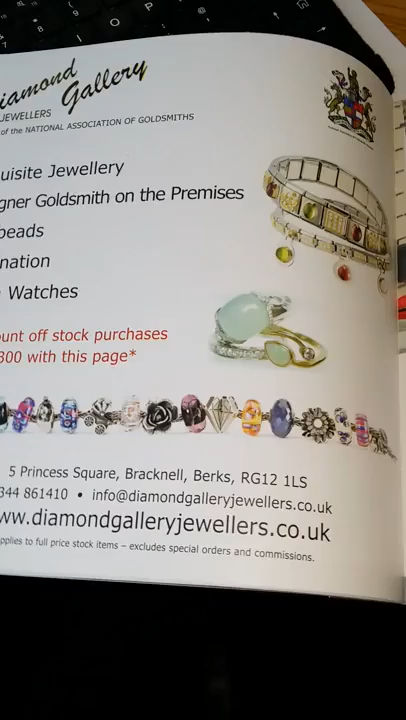 iamond
Gallery
JEWELLERS
of the NATIONAL ASSOCIATION OF GOLDSMITHS
uisite Jewellery
gner Goldsmith on the Premises
beads
nation
Watches
ount off stock purchases
300 with this page*
5 Princess Square, Bracknell, Berks, RG12 1LS
344 861410 • info@diamondgalleryjewellers.co.uk
ww.diamondgalleryjewellers.co.uk
pplies to full price stock items – excludes special orders and commissions.